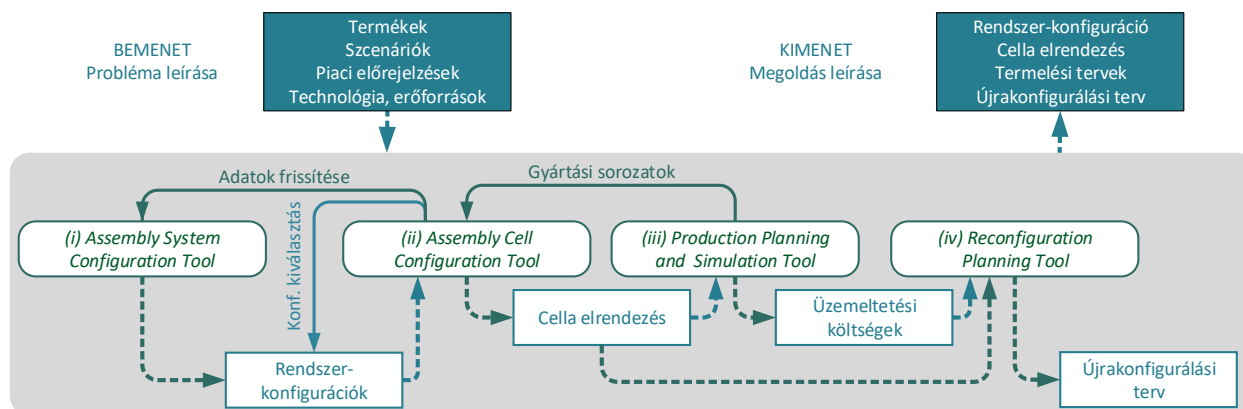 BEMENET
Probléma leírása
Termékek
Szcenáriók
Piaci előrejelzések
Technológia, erőforrások
KIMENET
Megoldás leírása
Rendszer-konfiguráció
Cella elrendezés
Termelési tervek
Újrakonfigurálási terv
Adatok frissítése
Gyártási sorozatok
Konf. kiválasztás
(i) Assembly System
Configuration Tool
(ii) Assembly Cell
Configuration Tool
(iii) Production Planning
and Simulation Tool
(iv) Reconfiguration
Planning Tool
Cella elrendezés
Üzemeltetési
költségek
Rendszer-
konfigurációk
Újrakonfigurálási
terv